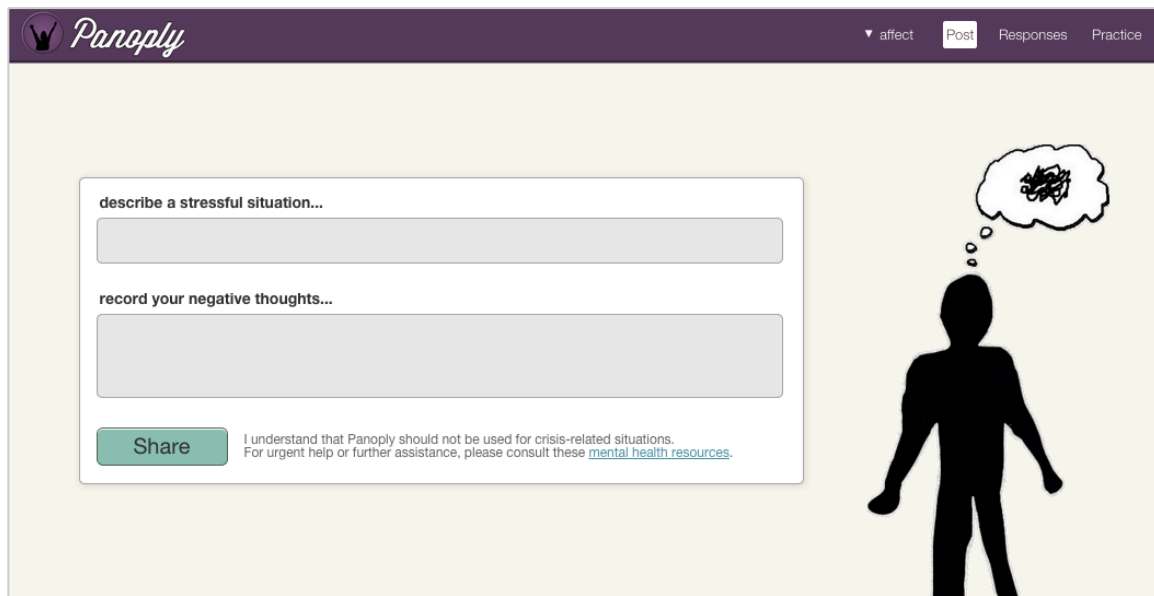 Panoply
▼ affect Post Responses Practice
describe a stressful situation...
record your negative thoughts...
Share
I understand that Panoply should not be used for crisis-related situations.
For urgent help or further assistance, please consult these mental health resources.